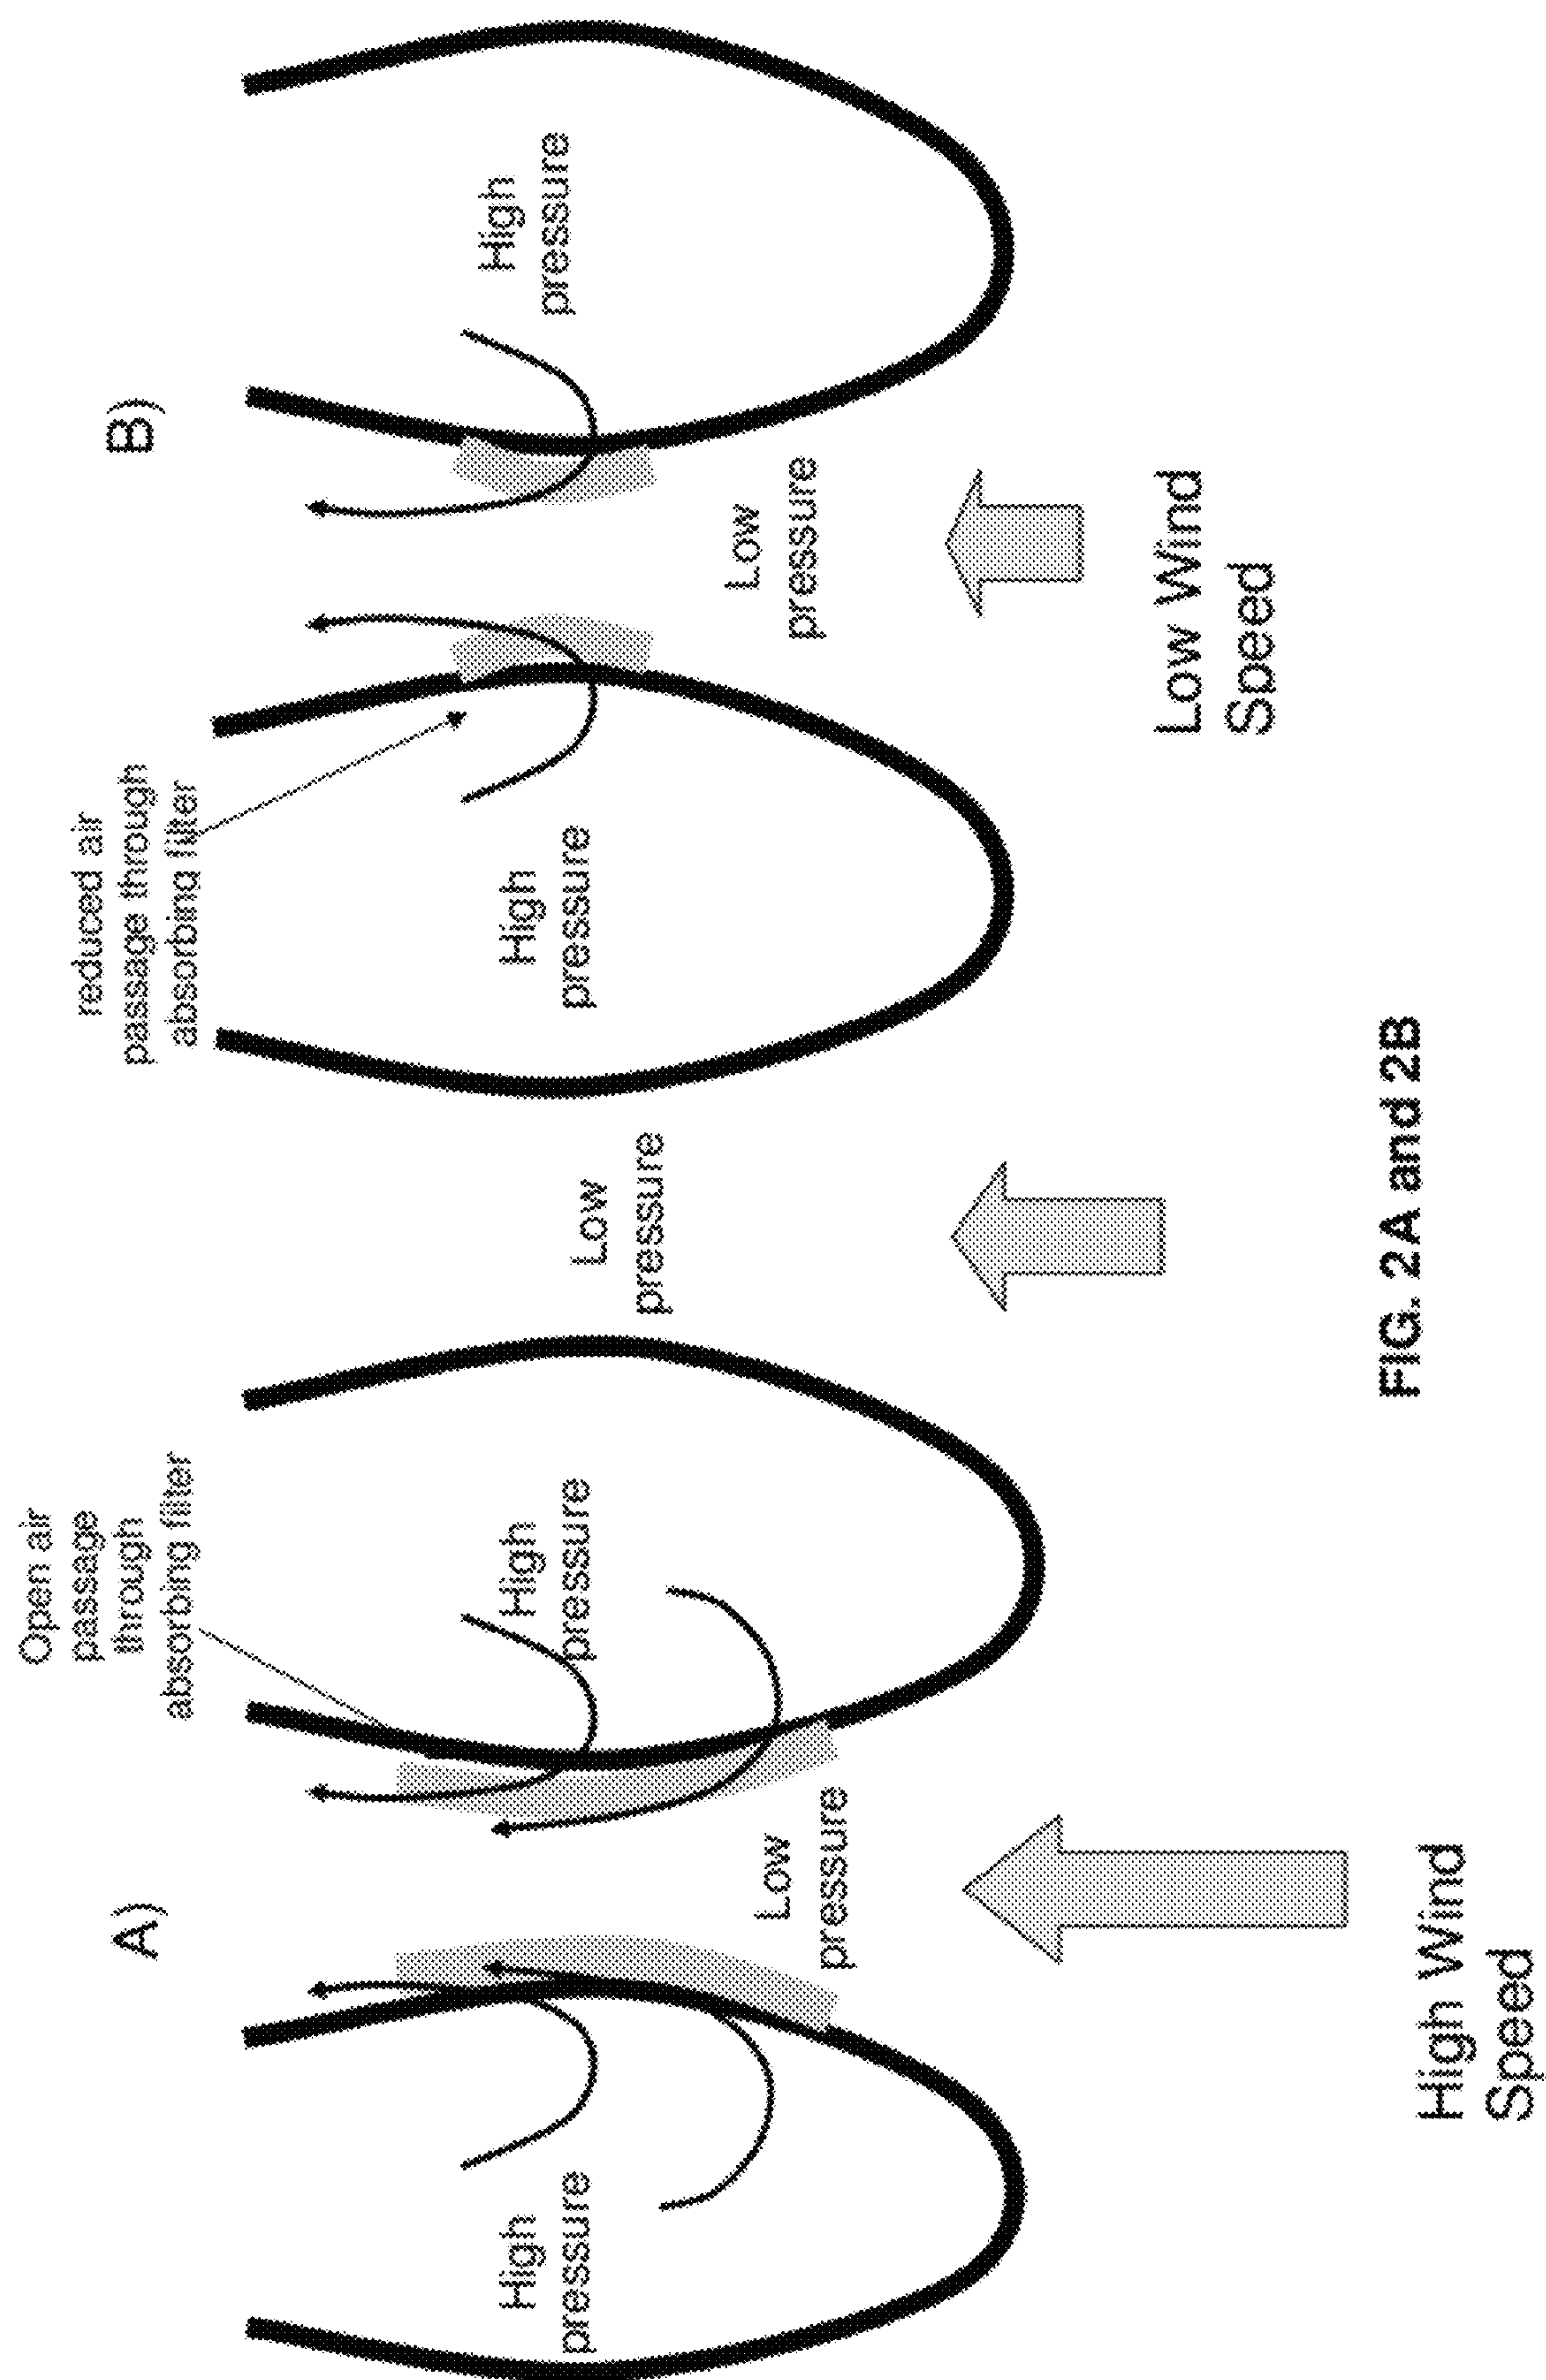 A)
Open air
passage
through
absorbing filter
High
pressure
High
pressure
Low
pressure
High Wind
Speed
Low
pressure
B)
reduced air
passage through
absorbing filter
High
pressure
High
pressure
Low
pressure
Low Wind
Speed
FIG. 2A and 2B